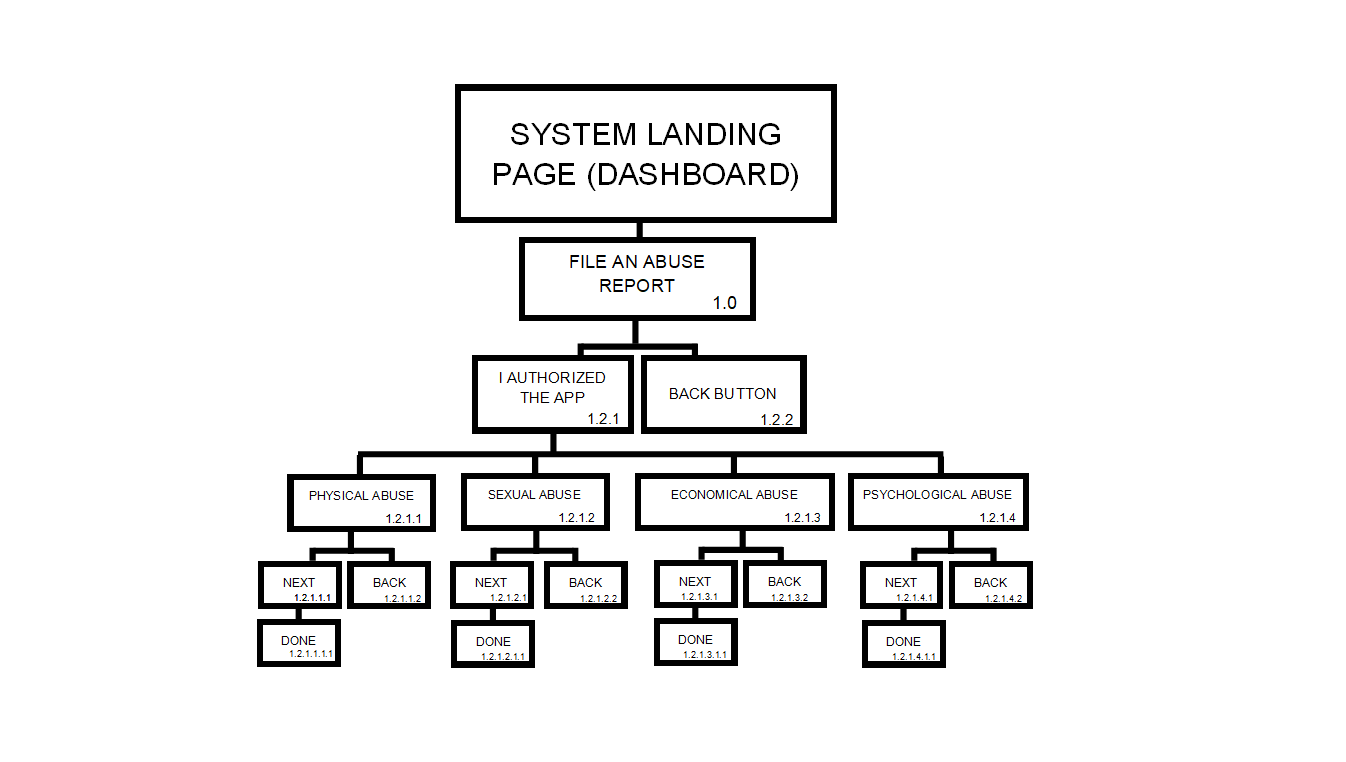 SYSTEM LANDING
PAGE (DASHBOARD)
FILE AN ABUSE
REPORT
1.0
I AUTHORIZED
THE APP
1.2.1
BACK BUTTON
1.2.2
PHYSICAL ABUSE
1.2.1.1
SEXUAL ABUSE
1.2.1.2
ECONOMICAL ABUSE
1.2.1.3
PSYCHOLOGICAL ABUSE
1.2.1.4
NEXT
1.2.1.1.1
BACK
1.2.1.1.2
NEXT
1.2.1.2.1
BACK
1.2.1.2.2
NEXT
1.2.1.3.1
BACK
1.2.1.3.2
NEXT
1.2.1.4.1
BACK
1.2.1.4.2
DONE
1.2.1.1.1.1
DONE
1.2.1.2.1.1
DONE
1.2.1.3.1.1
DONE
1.2.1.4.1.1